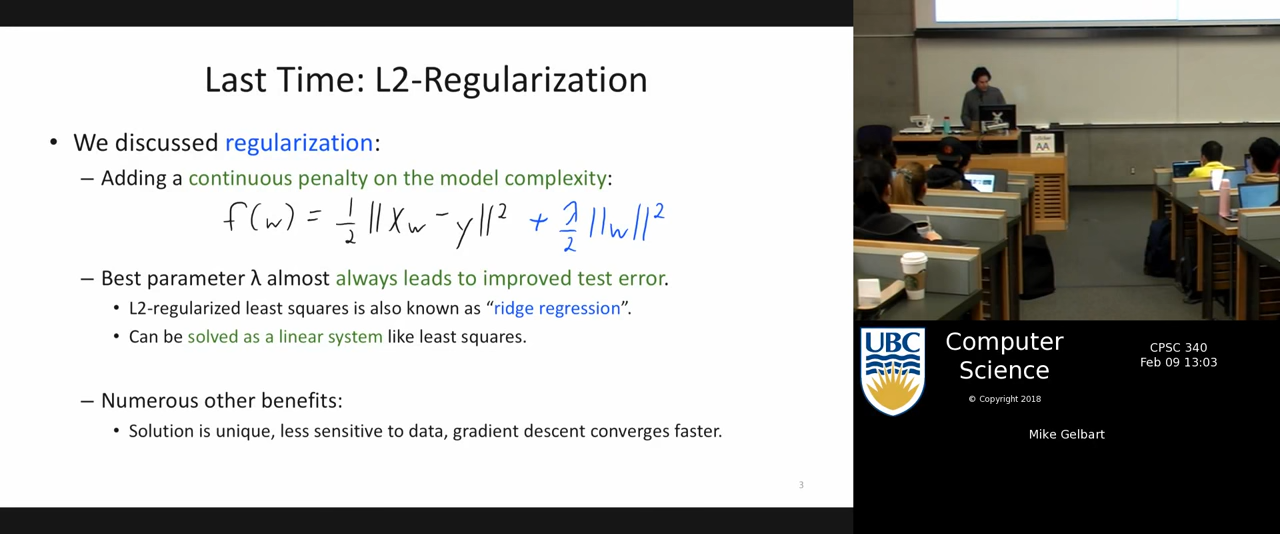 Last Time: L2-Regularization
• We discussed regularization:
– Adding a continuous penalty on the model complexity:
f(w) = 1/2 ||Xw - y||² + λ/2 ||w||²
– Best parameter λ almost always leads to improved test error.
• L2-regularized least squares is also known as “ridge regression”.
• Can be solved as a linear system like least squares.
– Numerous other benefits:
• Solution is unique, less sensitive to data, gradient descent converges faster.
3
AA
UBC
Computer
Science
© Copyright 2018
CPSC 340
Feb 09 13:03
Mike Gelbart